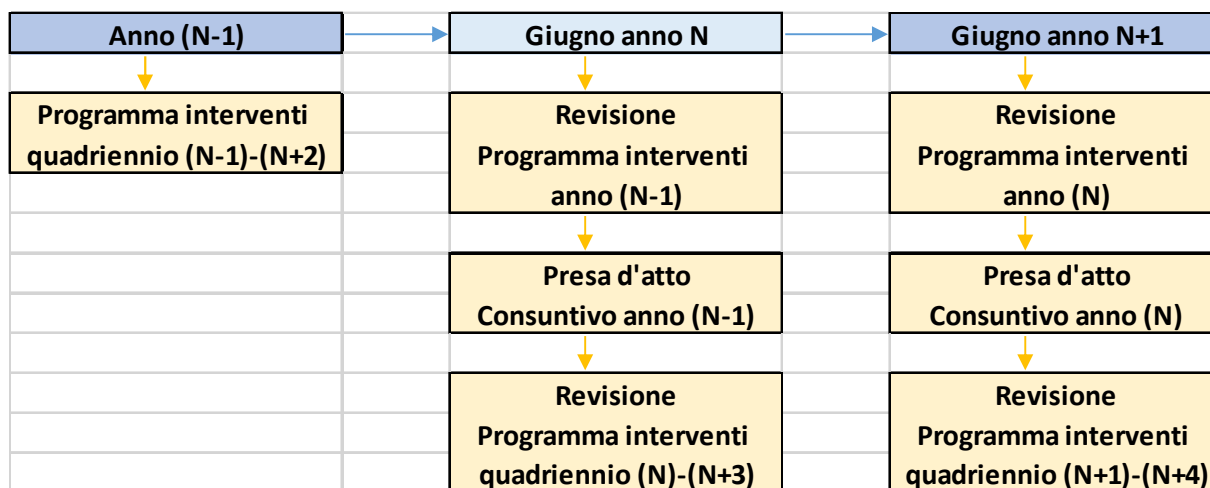 Anno (N-1)
Giugno anno N
Giugno anno N+1
Programma interventi
quadriennio (N-1)-(N+2)
Revisione
Programma interventi
anno (N-1)
Presa d'atto
Consuntivo anno (N-1)
Revisione
Programma interventi
quadriennio (N)-(N+3)
Revisione
Programma interventi
anno (N)
Presa d'atto
Consuntivo anno (N)
Revisione
Programma interventi
quadriennio (N+1)-(N+4)